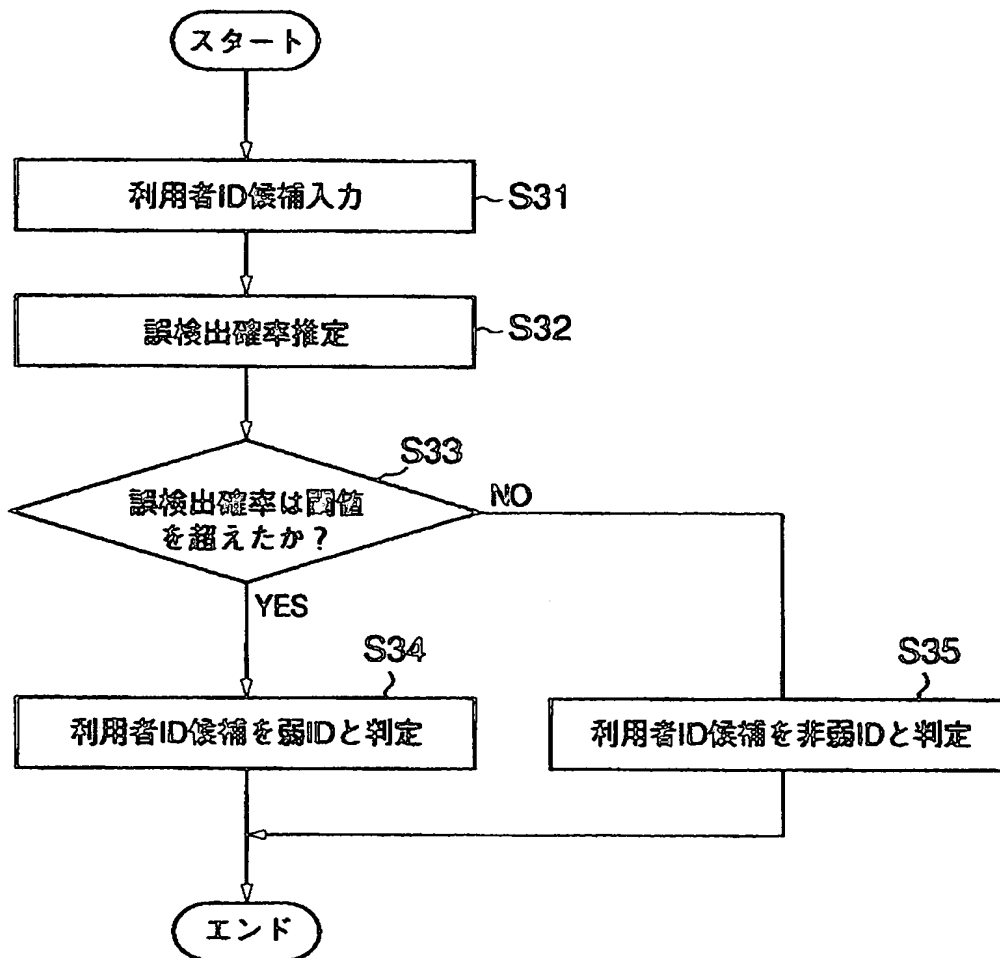 スタート
利用者ID候補入力
S31
誤検出確率推定
S32
S33
誤検出確率は閾値
を超えたか？
NO
YES
S34
利用者ID候補を弱IDと判定
S35
利用者ID候補を非弱IDと判定
エンド